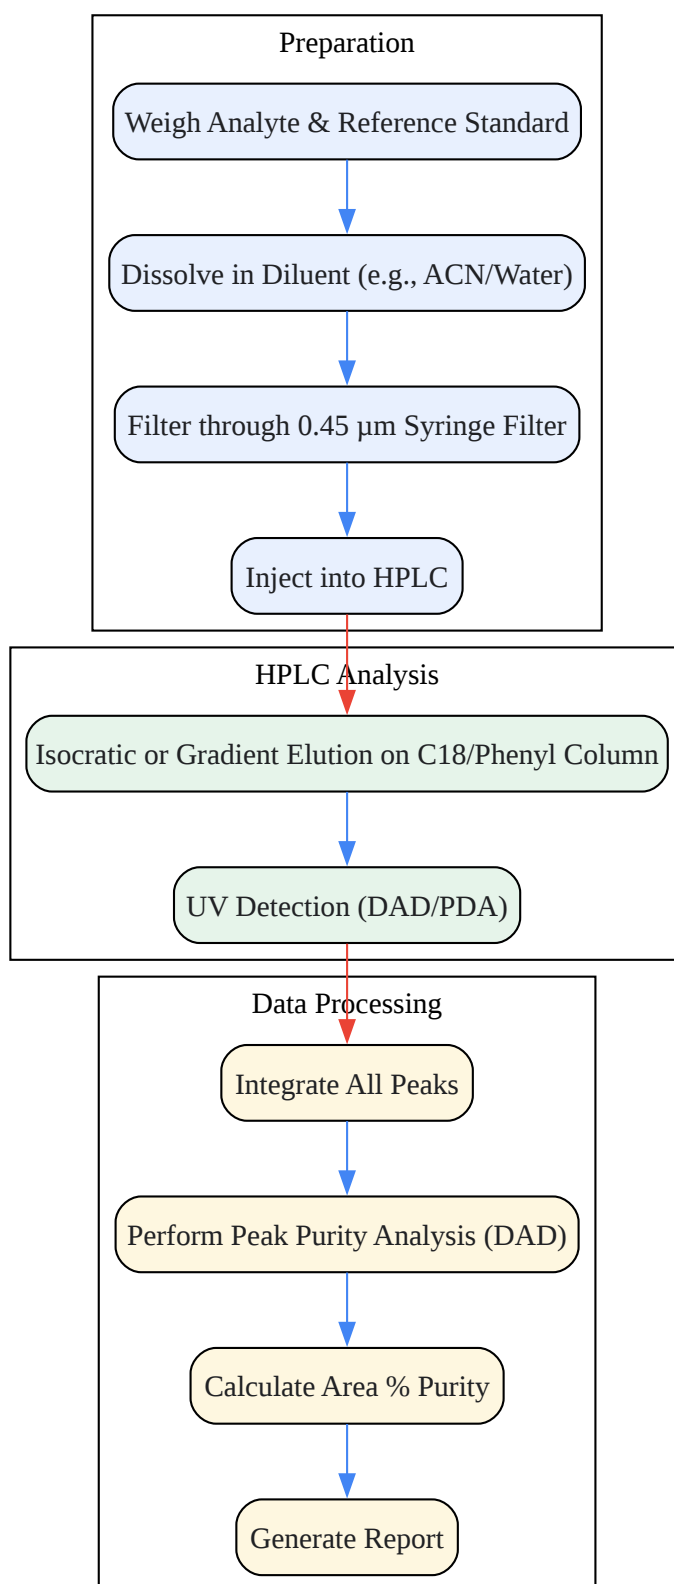 Preparation
Weigh Analyte & Reference Standard
Dissolve in Diluent (e.g., ACN/Water)
Filter through 0.45 µm Syringe Filter
Inject into HPLC
HPLC Analysis
Isocratic or Gradient Elution on C18/Phenyl Column
UV Detection (DAD/PDA)
Data Processing
Integrate All Peaks
Perform Peak Purity Analysis (DAD)
Calculate Area % Purity
Generate Report